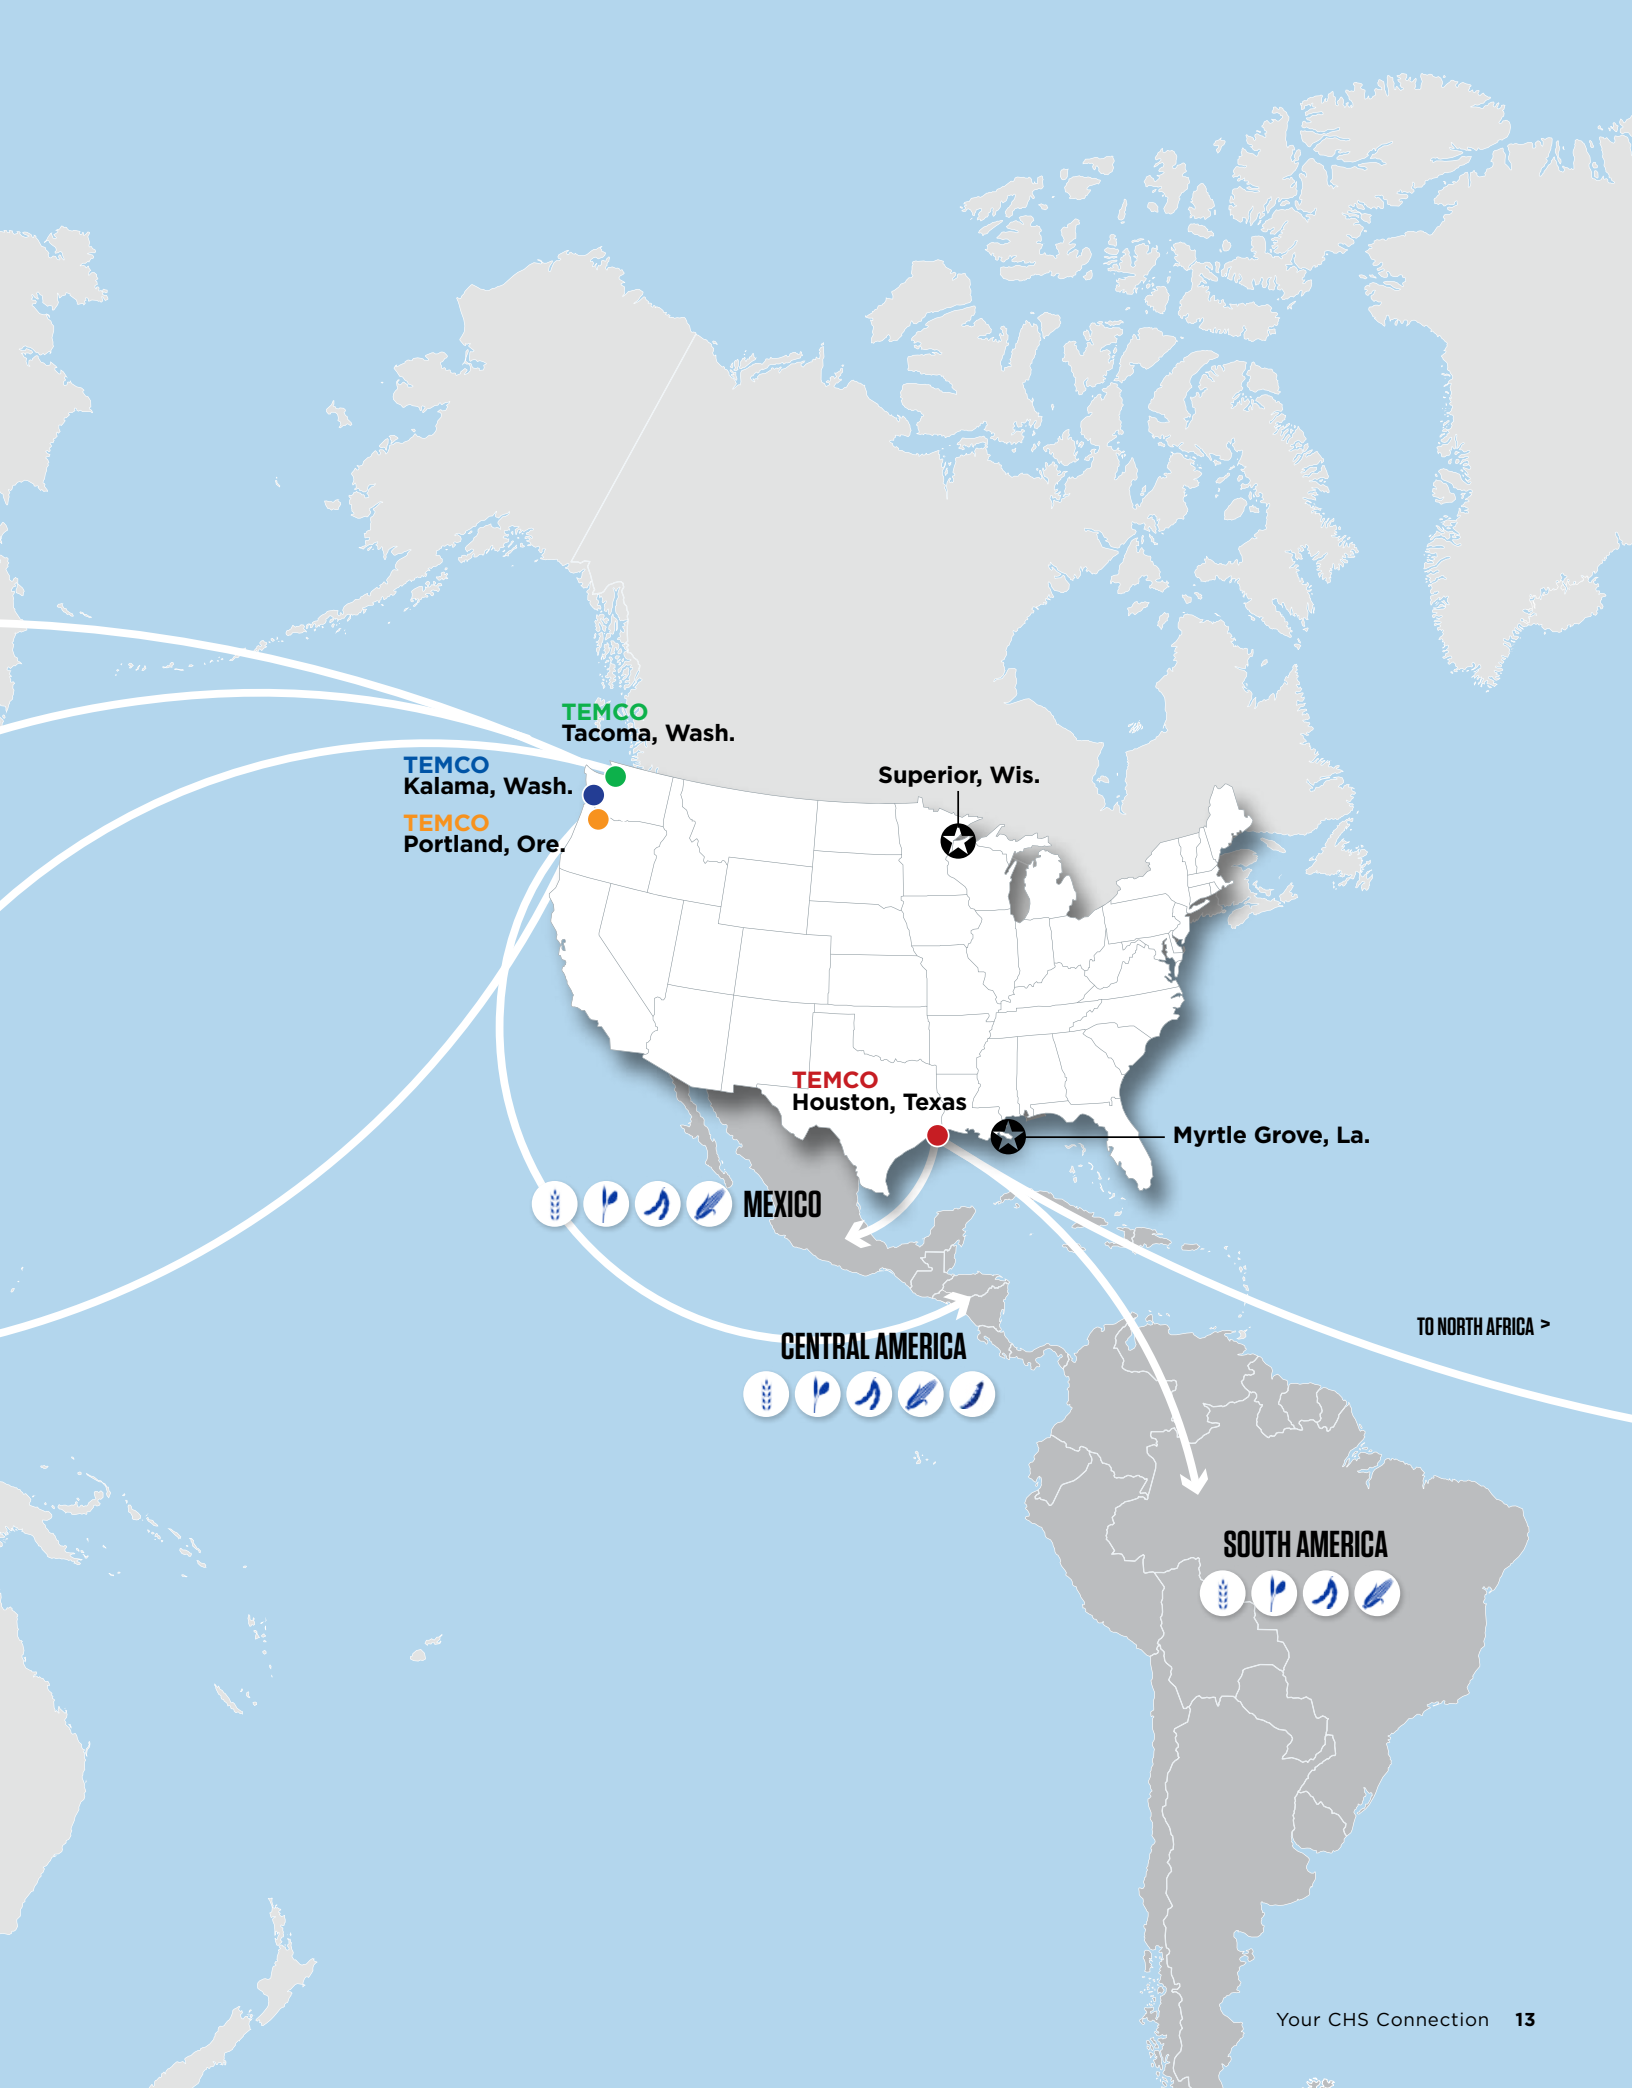 TEMCO
Tacoma, Wash.
TEMCO
Kalama, Wash.
TEMCO
Portland, Ore.
Superior, Wis.
TEMCO
Houston, Texas
Myrtle Grove, La.
MEXICO
TO NORTH AFRICA >
CENTRAL AMERICA
SOUTH AMERICA
Your CHS Connection 13